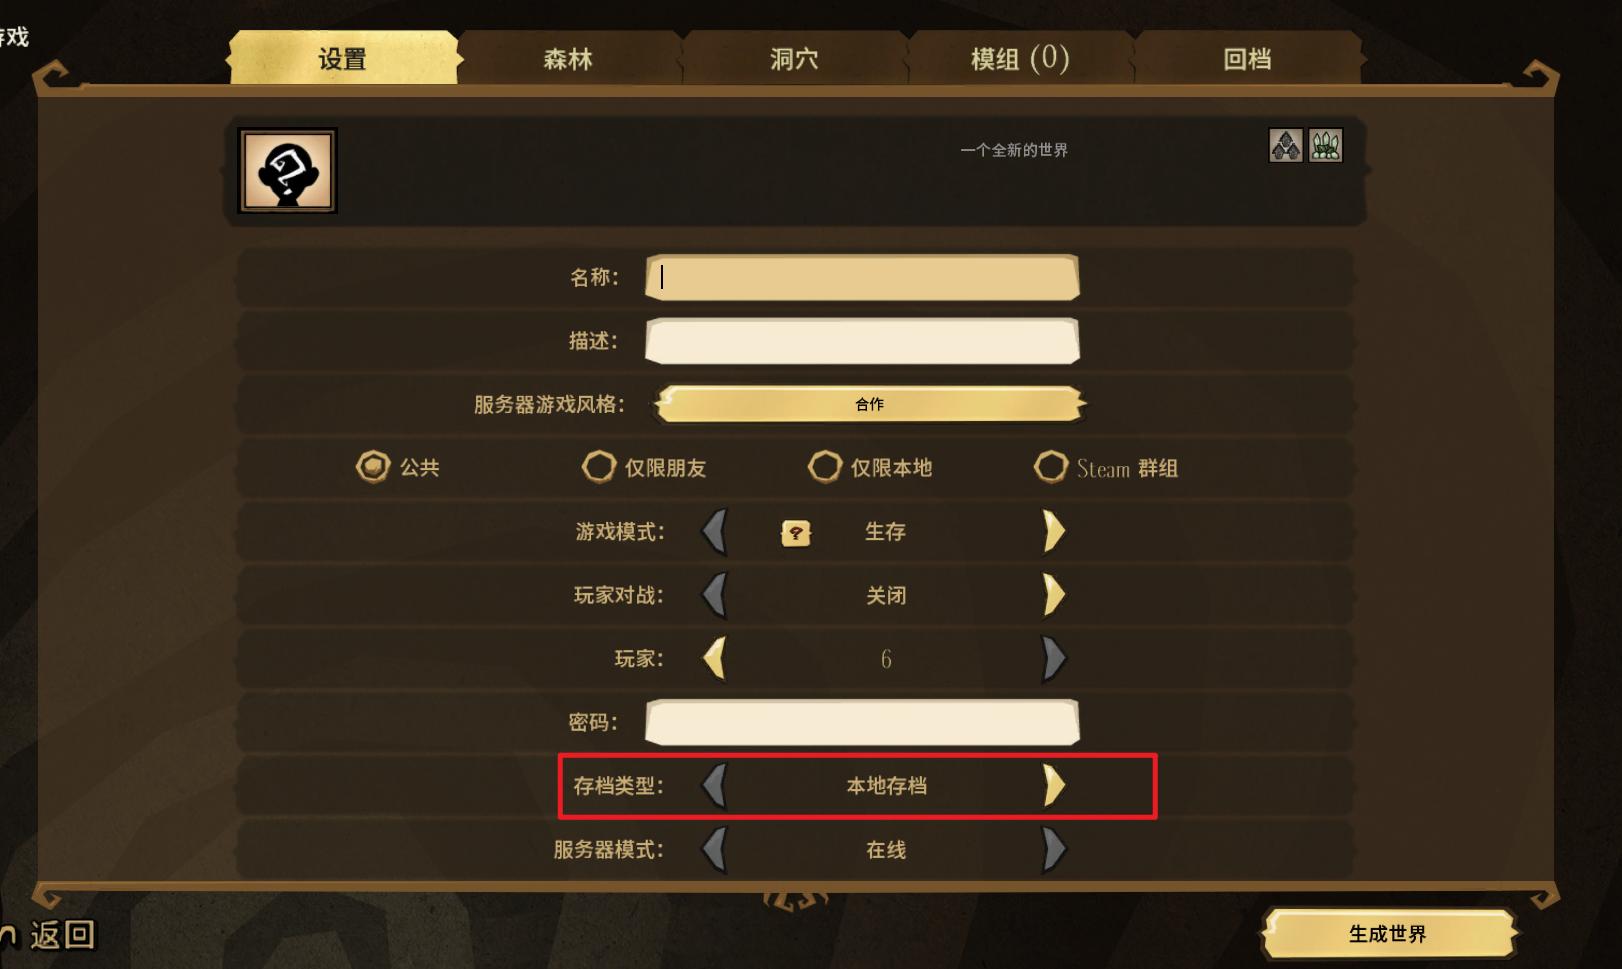 戏
设置
森林
洞穴
模组 (0)
回档
一个全新的世界
名称：
描述：
服务器游戏风格：
合作
公共
仅限朋友
仅限本地
Steam 群组
游戏模式：
?
生存
玩家对战：
关闭
玩家：
6
密码：
存档类型：
本地存档
服务器模式：
在线
返回
生成世界